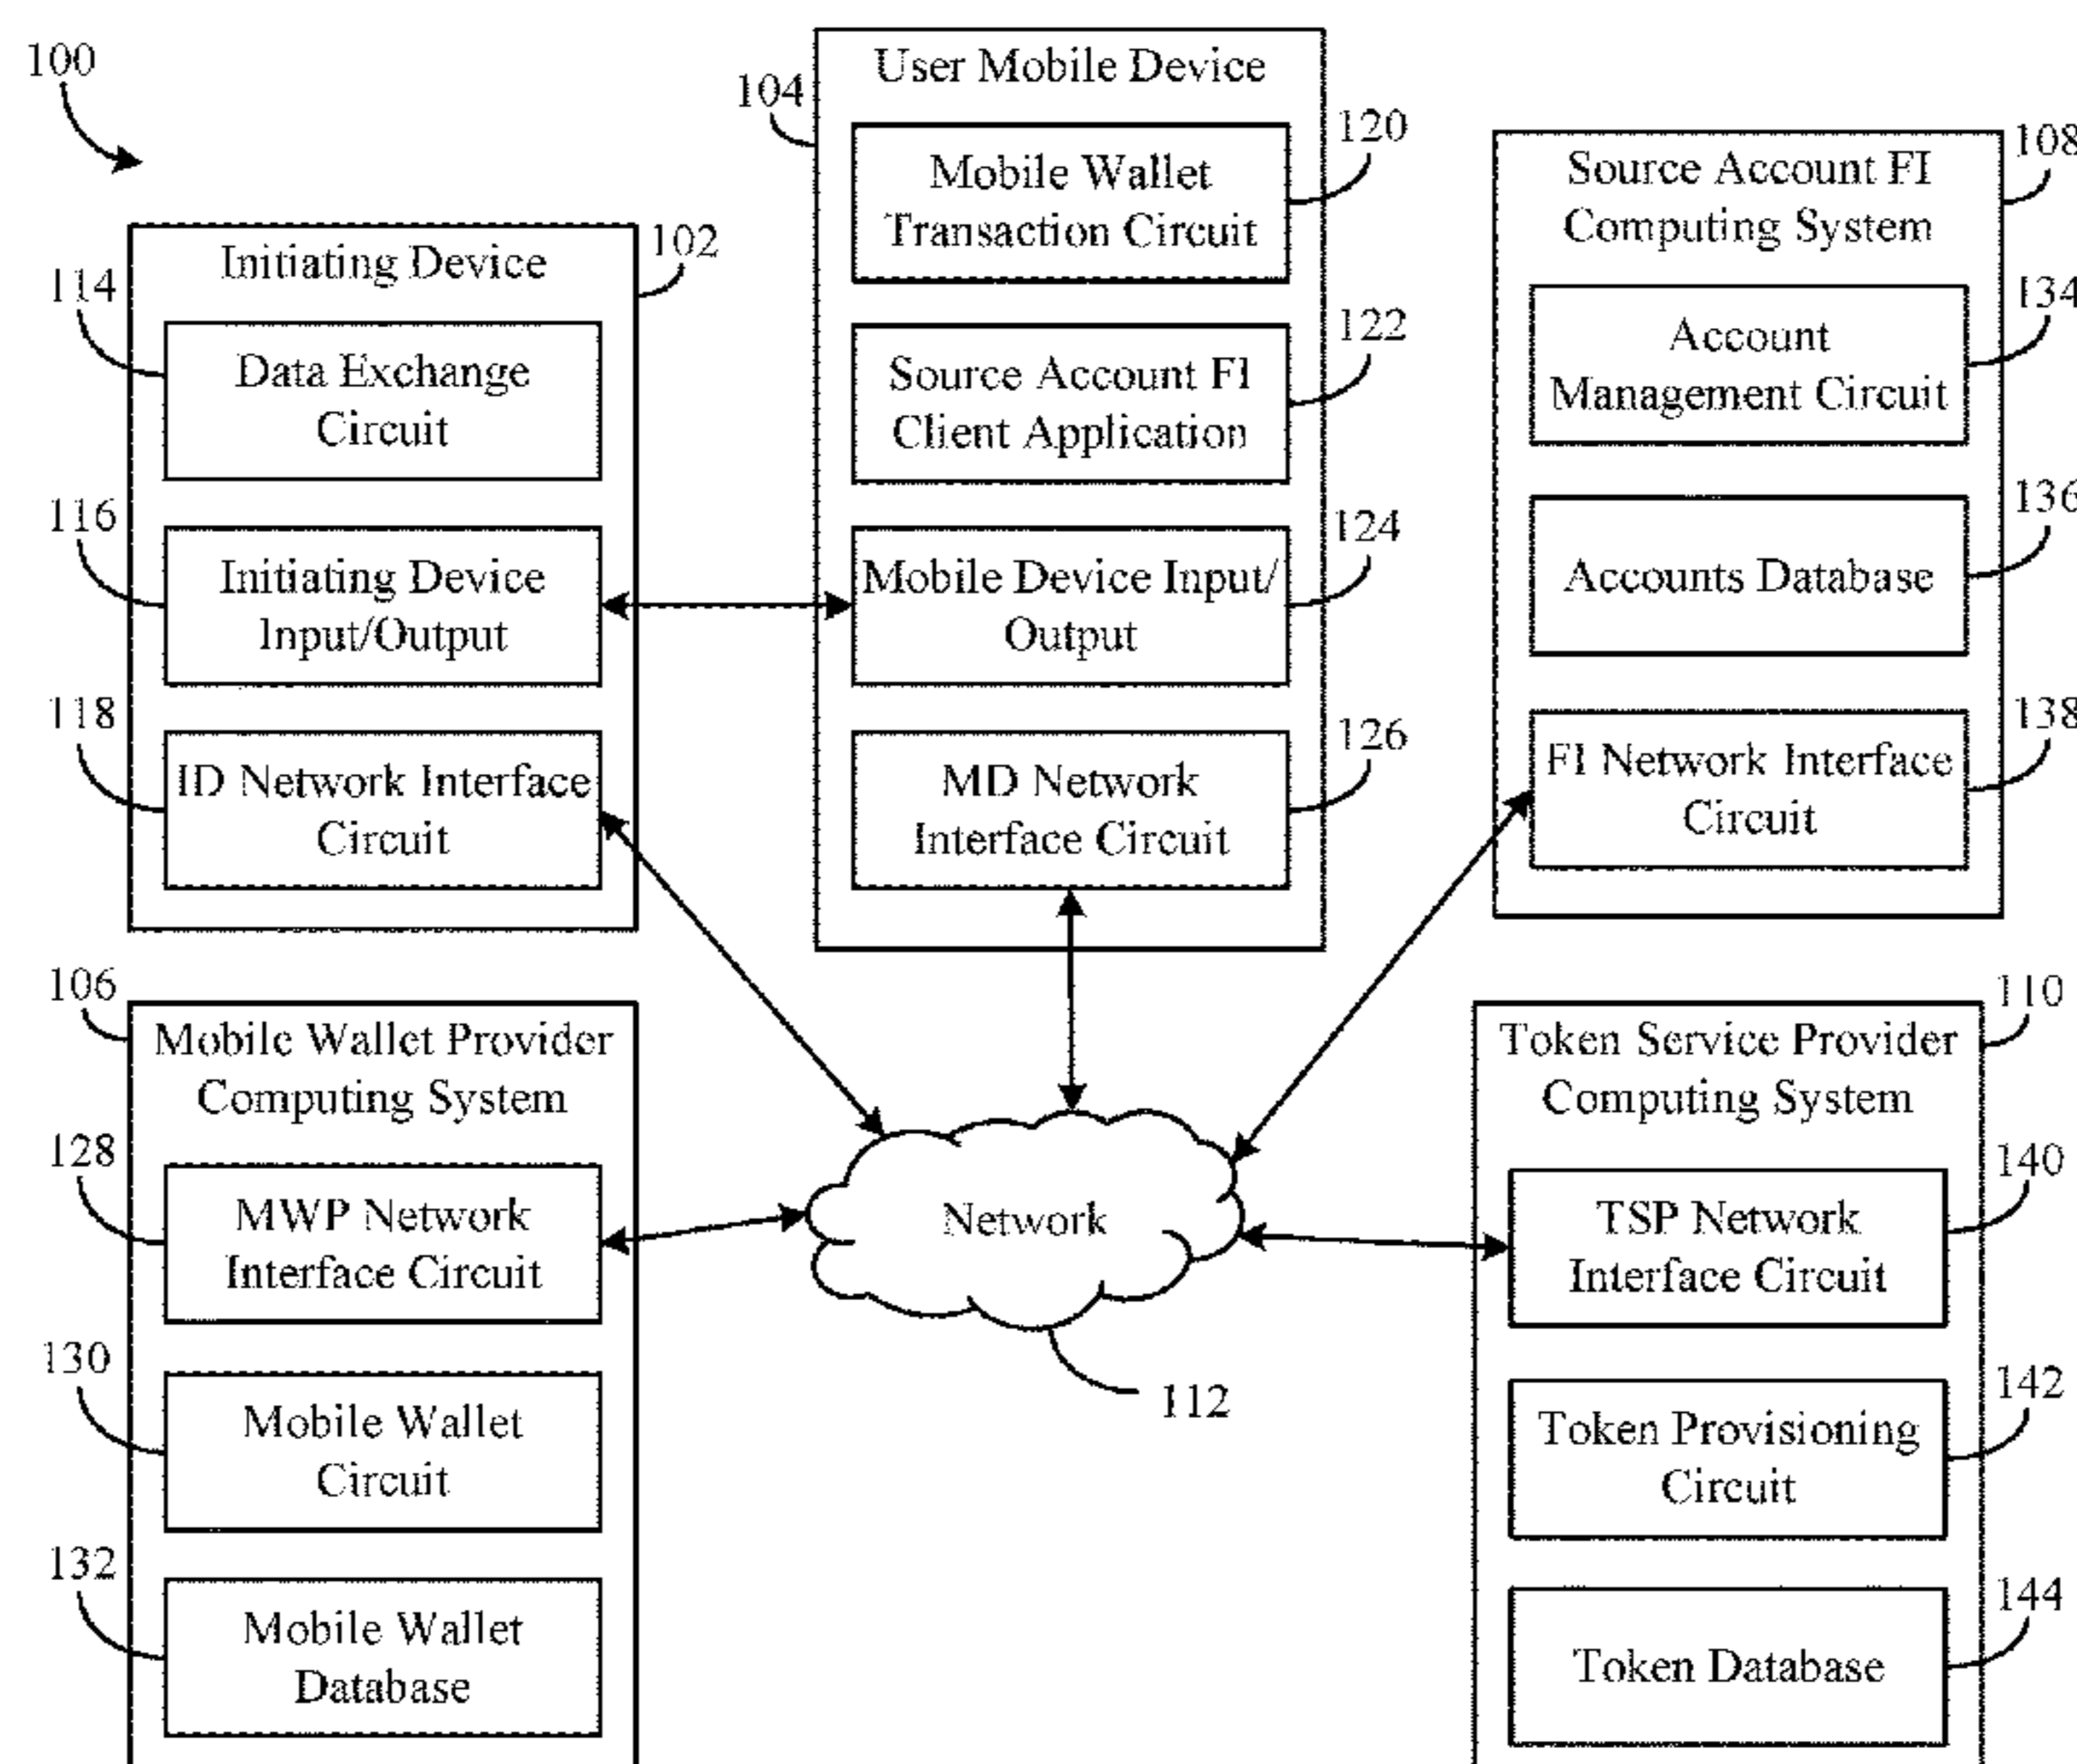 100
User Mobile Device
104
Mobile Wallet
Transaction Circuit
120
Source Account FI
Client Application
122
Mobile Device Input/
Output
124
MD Network
Interface Circuit
126
Initiating Device
102
114
Data Exchange
Circuit
116
Initiating Device
Input/Output
118
ID Network Interface
Circuit
Source Account FI
Computing System
108
Account
Management Circuit
134
Accounts Database
136
FI Network Interface
Circuit
138
106
Mobile Wallet Provider
Computing System
128
MWP Network
Interface Circuit
130
Mobile Wallet
Circuit
132
Mobile Wallet
Database
Network
112
Token Service Provider
Computing System
110
TSP Network
Interface Circuit
140
Token Provisioning
Circuit
142
Token Database
144